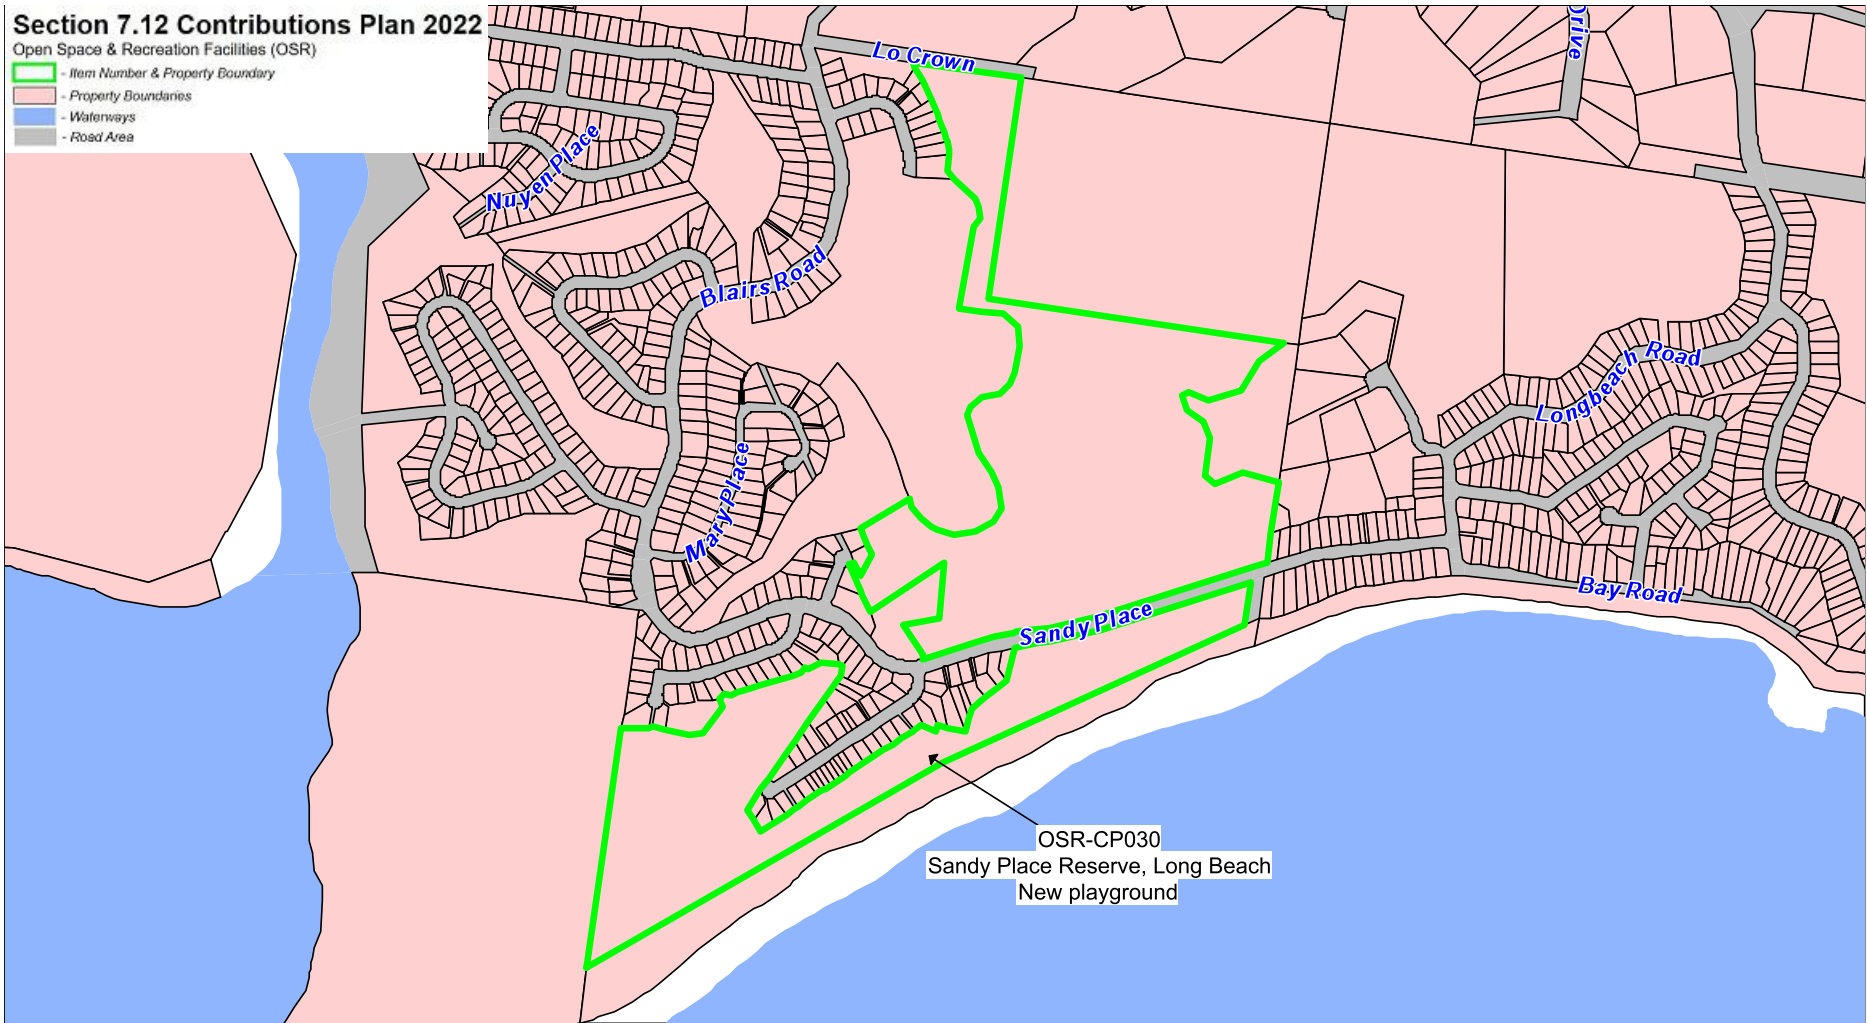 Section 7.12 Contributions Plan 2022
Open Space & Recreation Facilities (OSR)
- Item Number & Property Boundary
- Property Boundaries
- Waterways
- Road Area
Drive
Lo Crown
Nuyen Place
Blairs Road
Longbeach Road
Mary Place
Bay Road
Sandy Place
OSR-CP030
Sandy Place Reserve, Long Beach
New playground